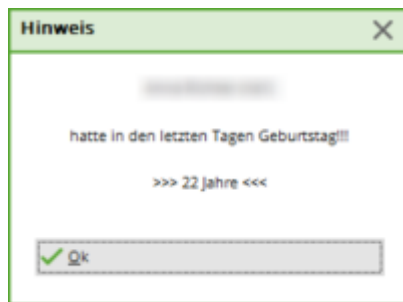 Hinweis
hatte in den letzten Tagen Geburtstag!!!
>>> 22 Jahre <<<
Ok